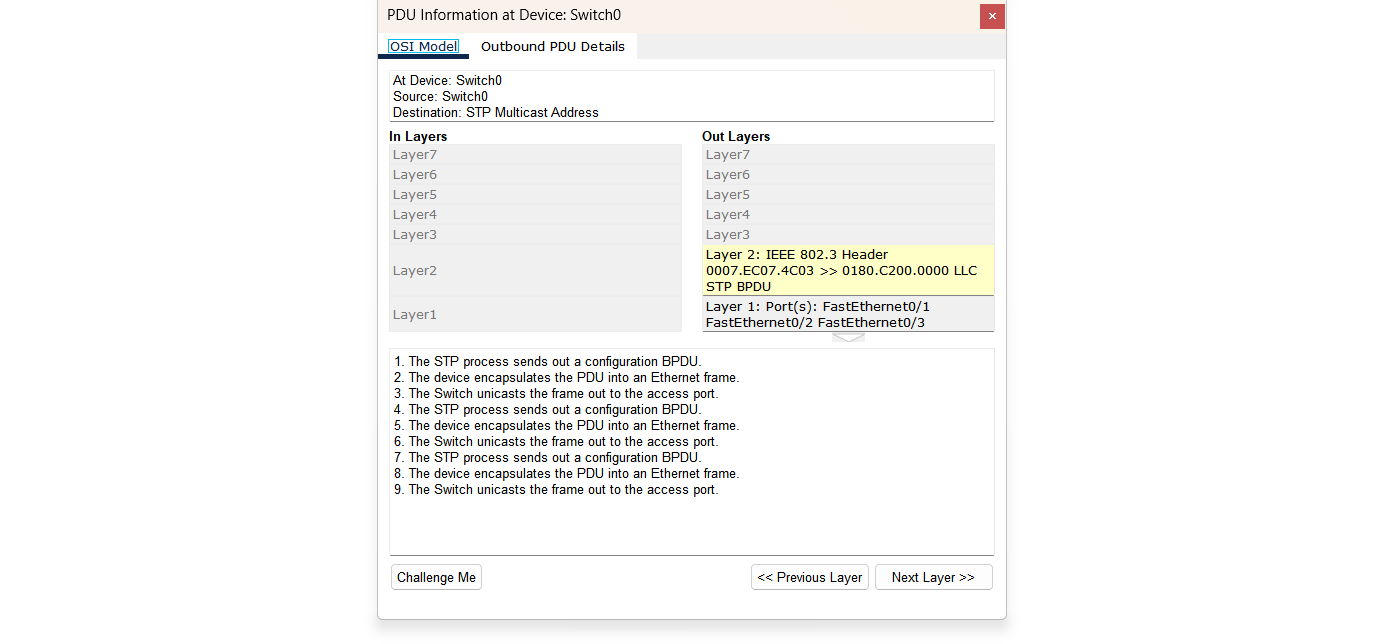 PDU Information at Device: Switch0
OSI Model
Outbound PDU Details
At Device: Switch0
Source: Switch0
Destination: STP Multicast Address
In Layers
Layer7
Layer6
Layer5
Layer4
Layer3
Layer2
Layer1
Out Layers
Layer7
Layer6
Layer5
Layer4
Layer3
Layer 2: IEEE 802.3 Header
0007.EC07.4C03 >> 0180.C200.0000 LLC
STP BPDU
Layer 1: Port(s): FastEthernet0/1
FastEthernet0/2 FastEthernet0/3
1. The STP process sends out a configuration BPDU.
2. The device encapsulates the PDU into an Ethernet frame.
3. The Switch unicasts the frame out to the access port.
4. The STP process sends out a configuration BPDU.
5. The device encapsulates the PDU into an Ethernet frame.
6. The Switch unicasts the frame out to the access port.
7. The STP process sends out a configuration BPDU.
8. The device encapsulates the PDU into an Ethernet frame.
9. The Switch unicasts the frame out to the access port.
Challenge Me
<< Previous Layer
Next Layer >>